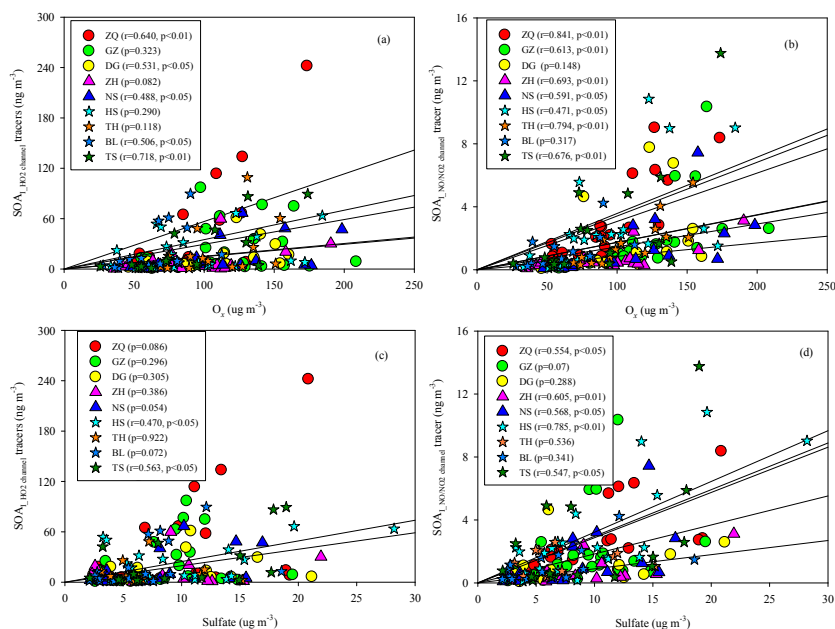 (a)
ZQ (r=0.640, p<0.01)
GZ (p=0.323)
DG (r=0.531, p<0.05)
ZH (p=0.082)
NS (r=0.488, p<0.05)
HS (p=0.290)
TH (p=0.118)
BL (r=0.506, p<0.05)
TS (r=0.718, p<0.01)
SOA_I_HO2 channel tracers (ng m⁻³)
300
240
180
120
60
0
0 50 100 150 200 250
Oₓ (ug m⁻³)
(b)
ZQ (r=0.841, p<0.01)
GZ (r=0.613, p<0.01)
DG (p=0.148)
ZH (r=0.693, p<0.01)
NS (r=0.591, p<0.05)
HS (r=0.471, p<0.05)
TH (r=0.794, p<0.01)
BL (p=0.317)
TS (r=0.676, p<0.01)
SOA_I_NO/NO2 channel tracer (ng m⁻³)
16
12
8
4
0
0 50 100 150 200 250
Oₓ (ug m⁻³)
(c)
ZQ (p=0.086)
GZ (p=0.296)
DG (p=0.305)
ZH (p=0.386)
NS (p=0.054)
HS (r=0.470, p<0.05)
TH (p=0.922)
BL (p=0.072)
TS (r=0.563, p<0.05)
SOA_I_HO2 channel tracers (ng m⁻³)
300
240
180
120
60
0
0 5 10 15 20 25 30
Sulfate (ug m⁻³)
(d)
ZQ (r=0.554, p<0.05)
GZ (p=0.07)
DG (p=0.288)
ZH (r=0.605, p=0.01)
NS (r=0.568, p<0.05)
HS (r=0.785, p<0.01)
TH (p=0.536)
BL (p=0.341)
TS (r=0.547, p<0.05)
SOA_I_NO/NO2 channel tracers (ng m⁻³)
16
12
8
4
0
0 5 10 15 20 25 30
Sulfate (ug m⁻³)